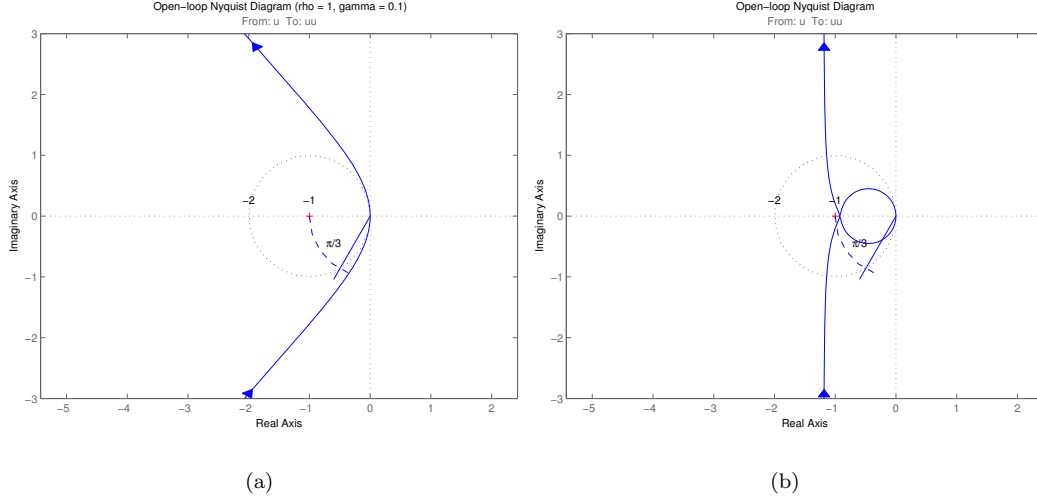 Open−loop Nyquist Diagram (rho = 1, gamma = 0.1)
From: u To: uu
3
2
1
0
−1
−2
−3
Imaginary Axis
−2
−1
π/3
−5
−4
−3
−2
−1
0
1
2
Real Axis
(a)
Open−loop Nyquist Diagram
From: u To: uu
3
2
1
0
−1
−2
−3
Imaginary Axis
−2
−1
π/3
−5
−4
−3
−2
−1
0
1
2
Real Axis
(b)